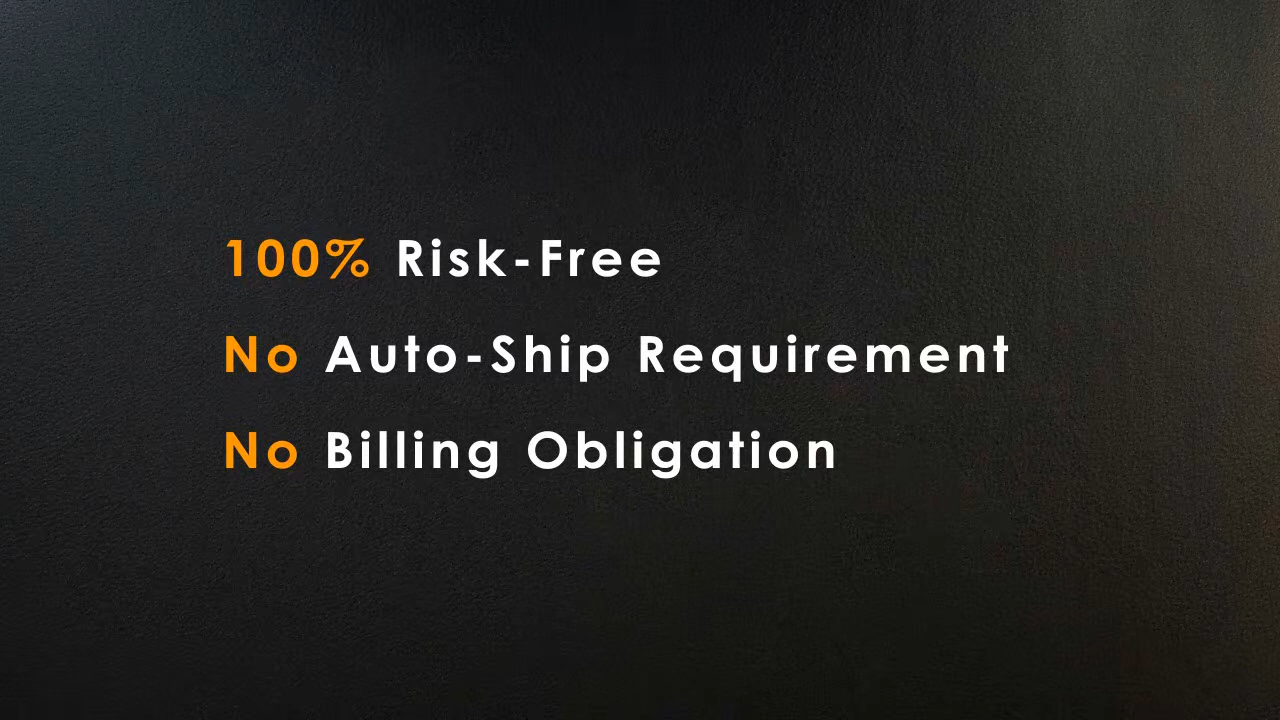 100% Risk-Free
No Auto-Ship Requirement
No Billing Obligation